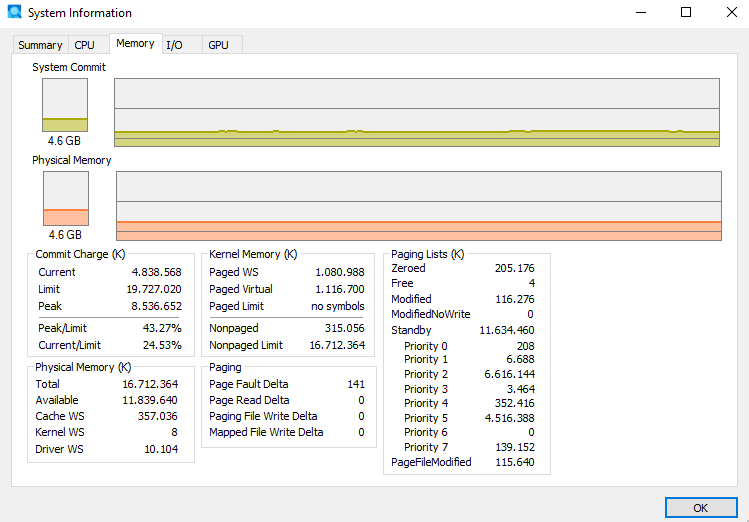 System Information
Summary CPU Memory I/O GPU
System Commit
4.6 GB
Physical Memory
4.6 GB
Commit Charge (K)
Current 4.838.568
Limit 19.727.020
Peak 8.536.652
Peak/Limit 43.27%
Current/Limit 24.53%
Physical Memory (K)
Total 16.712.364
Available 11.839.640
Cache WS 357.036
Kernel WS 8
Driver WS 10.104
Kernel Memory (K)
Paged WS 1.080.988
Paged Virtual 1.116.700
Paged Limit no symbols
Nonpaged 315.056
Nonpaged Limit 16.712.364
Paging
Page Fault Delta 141
Page Read Delta 0
Paging File Write Delta 0
Mapped File Write Delta 0
Paging Lists (K)
Zeroed 205.176
Free 4
Modified 116.276
ModifiedNoWrite 0
Standby 11.634.460
Priority 0 208
Priority 1 6.688
Priority 2 6.616.144
Priority 3 3.464
Priority 4 352.416
Priority 5 4.516.388
Priority 6 0
Priority 7 139.152
PageFileModified 115.640
OK